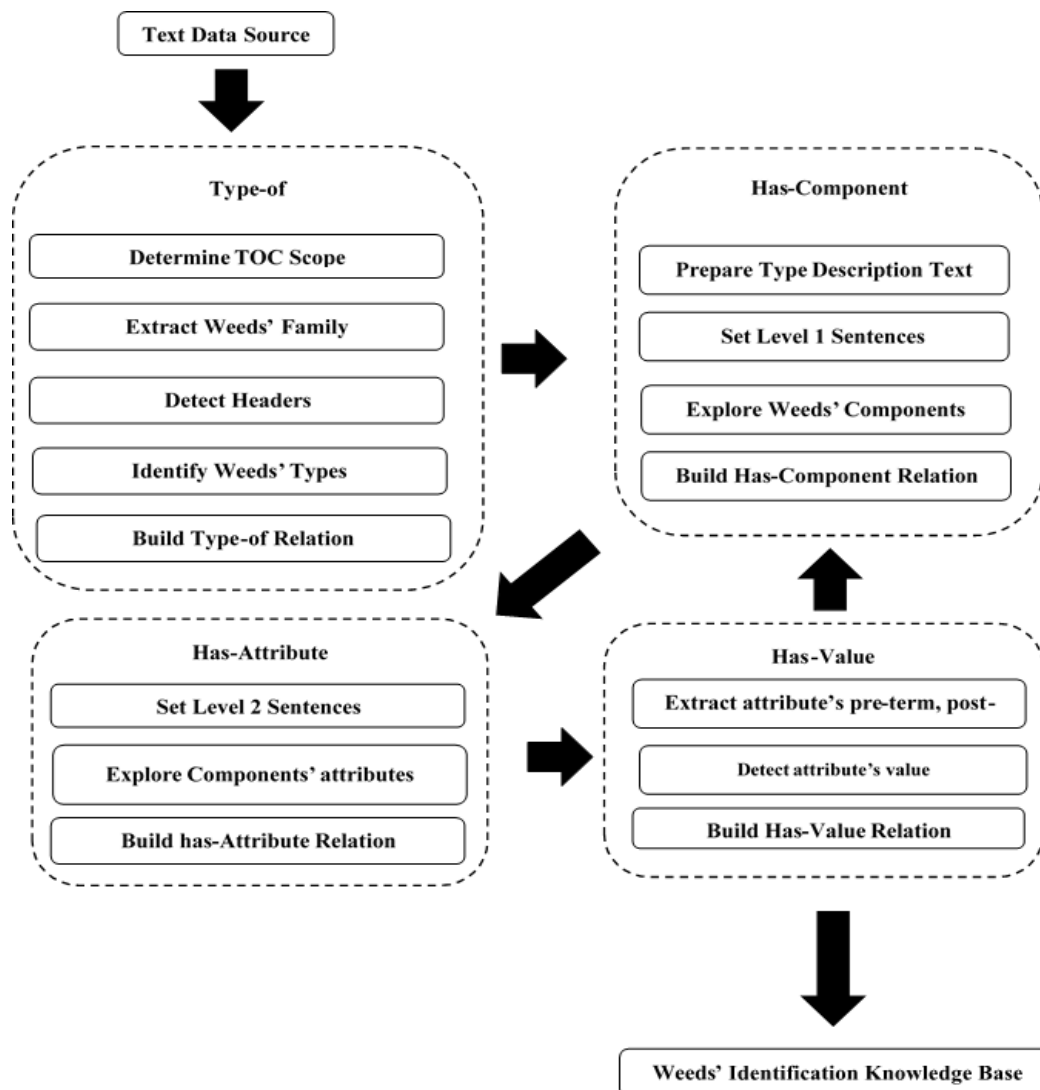 Text Data Source
Type-of
Determine TOC Scope
Extract Weeds' Family
Detect Headers
Identify Weeds' Types
Build Type-of Relation
Has-Component
Prepare Type Description Text
Set Level 1 Sentences
Explore Weeds' Components
Build Has-Component Relation
Has-Attribute
Set Level 2 Sentences
Explore Components' attributes
Build has-Attribute Relation
Has-Value
Extract attribute's pre-term, post-
Detect attribute's value
Build Has-Value Relation
Weeds' Identification Knowledge Base